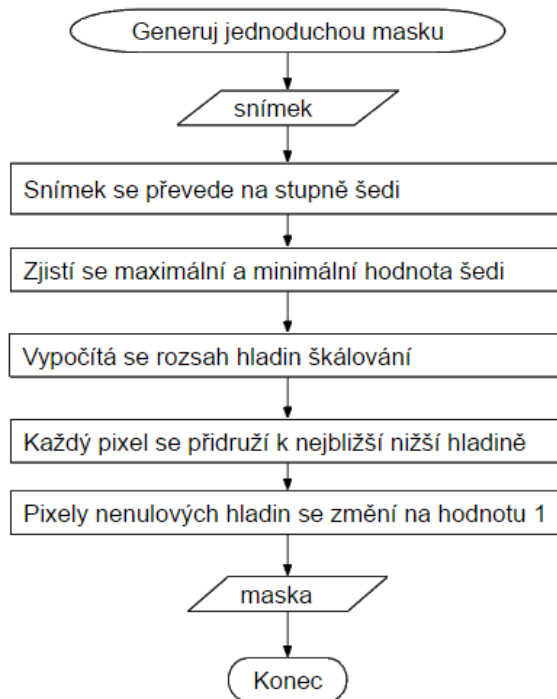 Generuj jednoduchou masku
snímek
Snímek se převede na stupně šedi
Zjistí se maximální a minimální hodnota šedi
Vypočítá se rozsah hladin škálování
Každý pixel se přidruží k nejbližší nižší hladině
Pixely nenulových hladin se změní na hodnotu 1
maska
Konec